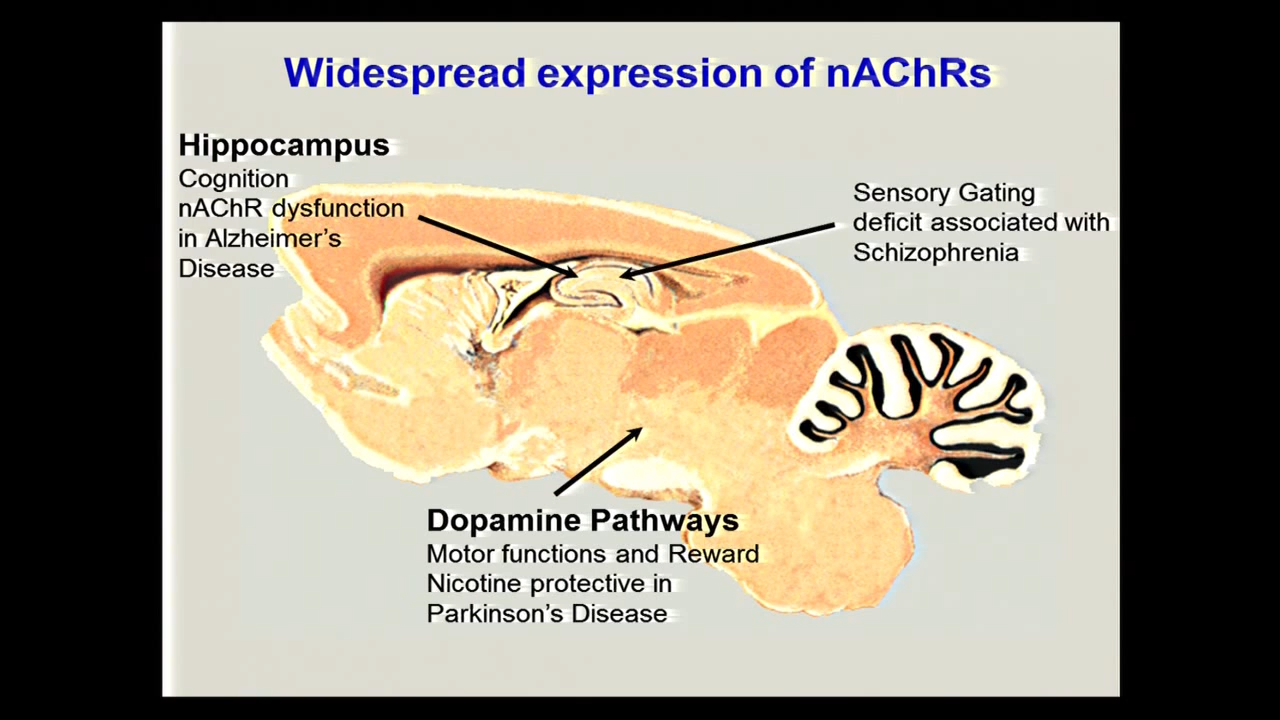 Widespread expression of nAChRs
Hippocampus
Cognition
nAChR dysfunction
in Alzheimer's
Disease
Sensory Gating
deficit associated with
Schizophrenia
Dopamine Pathways
Motor functions and Reward
Nicotine protective in
Parkinson's Disease